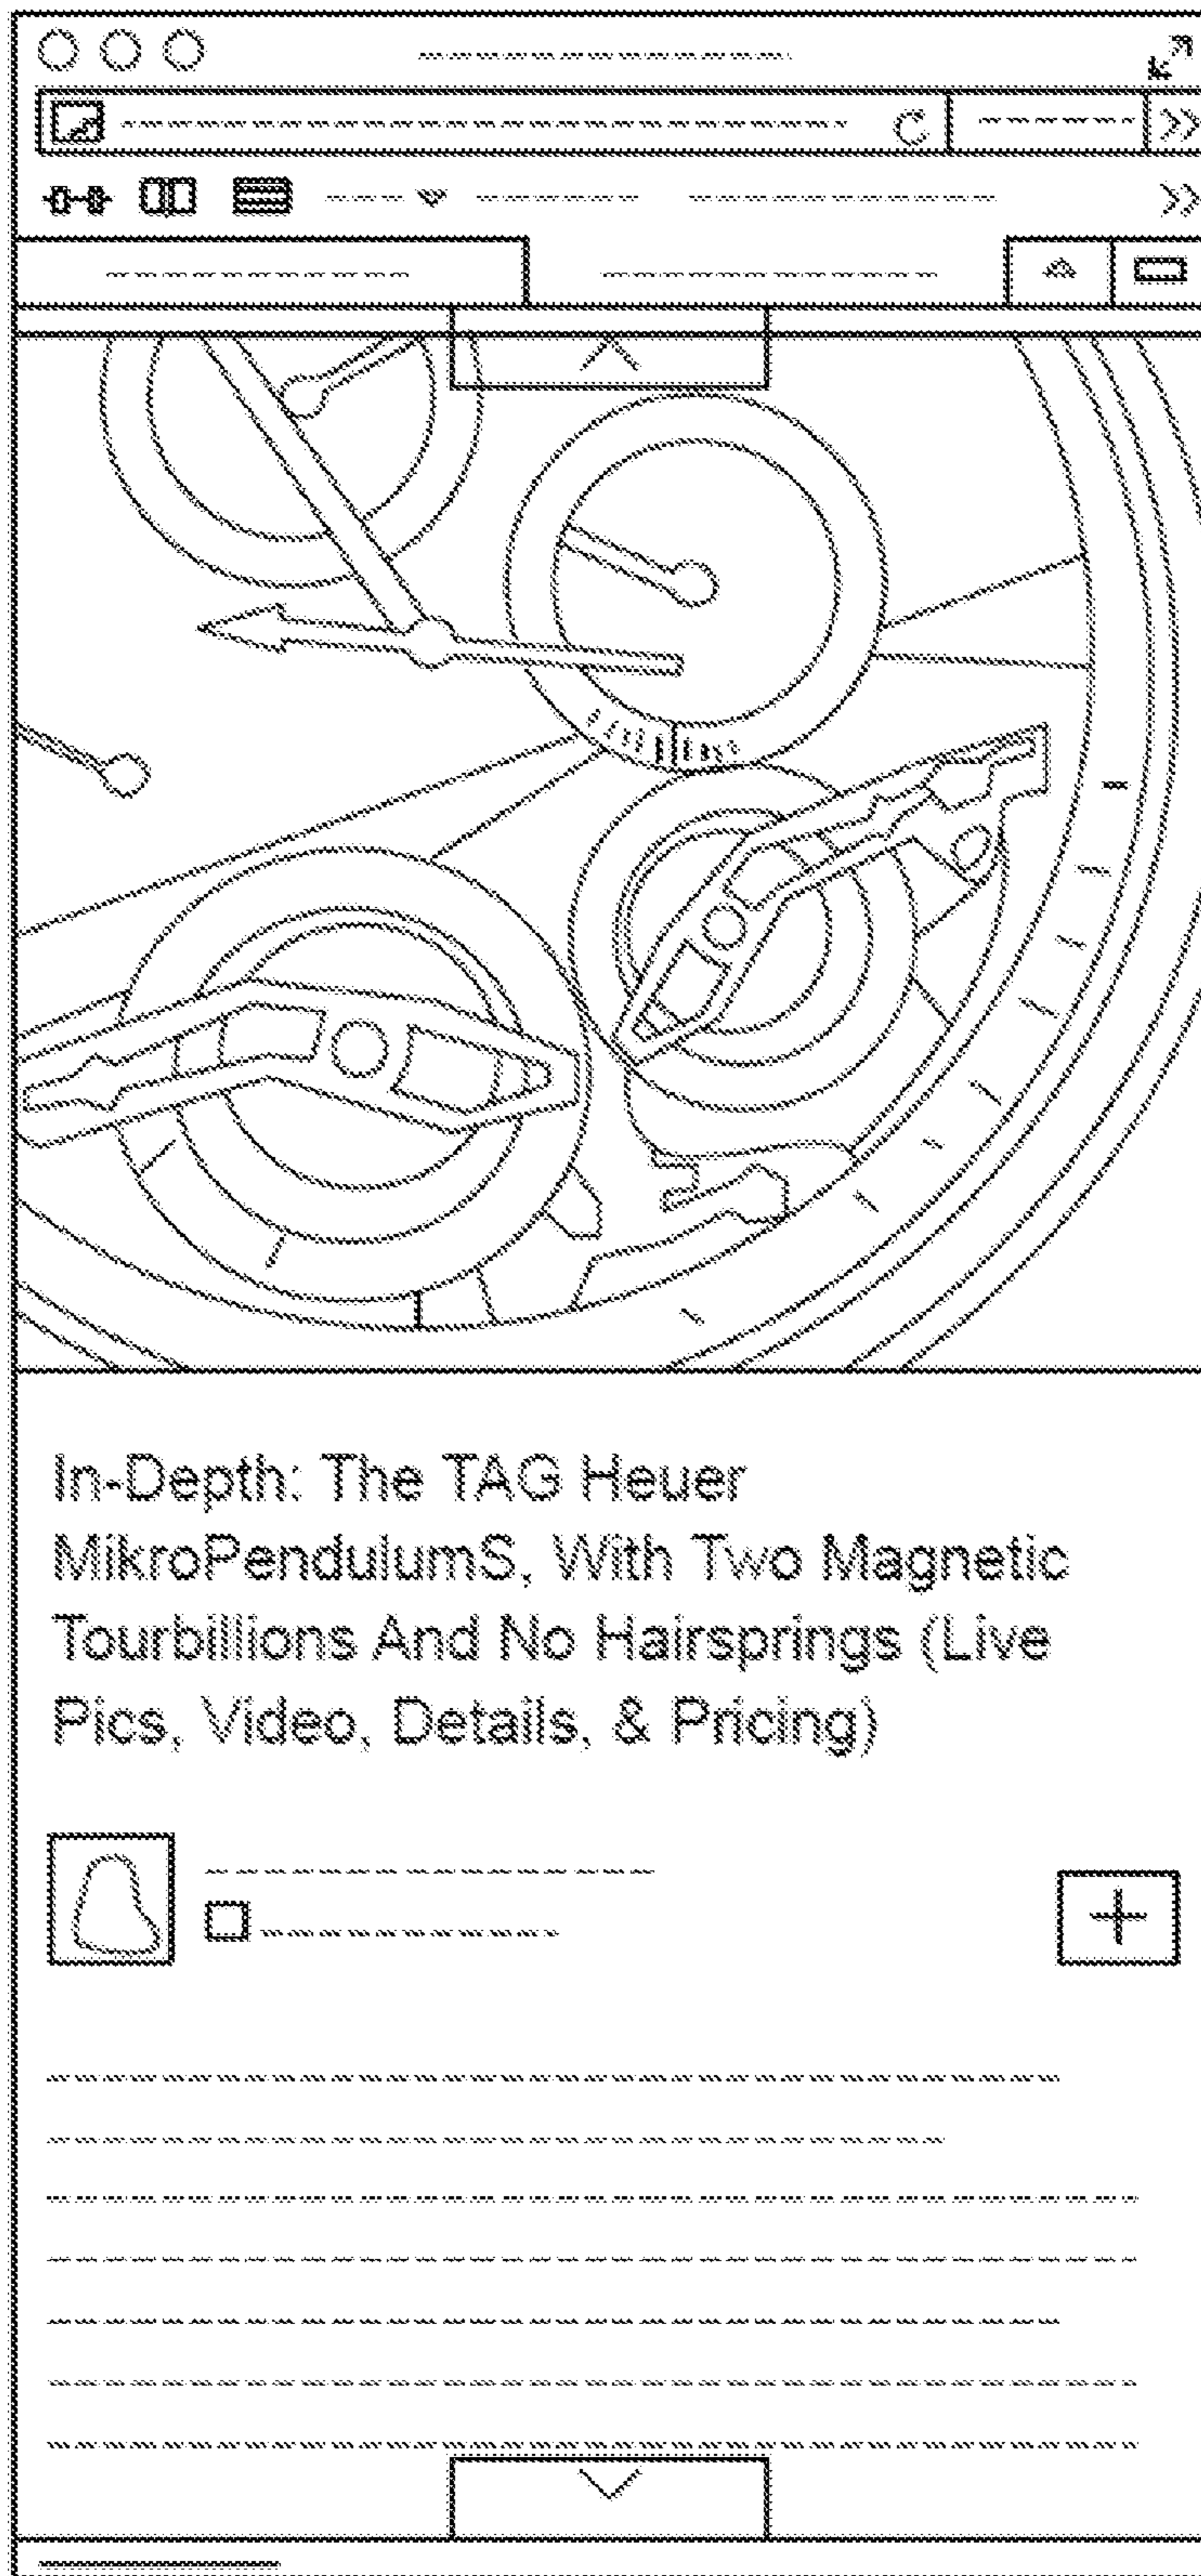 In-Depth: The TAG Heuer
MikroPendulumS, With Two Magnetic
Tourbillions And No Hairsprings (Live
Pics, Video, Details, & Pricing)